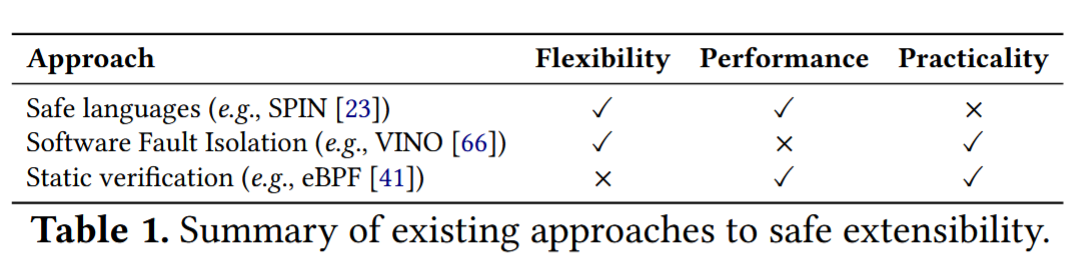 Approach Flexibility Performance Practicality
Safe languages (e.g., SPIN [23]) ✓ ✓ ×
Software Fault Isolation (e.g., VINO [66]) ✓ × ✓
Static verification (e.g., eBPF [41]) × ✓ ✓
Table 1. Summary of existing approaches to safe extensibility.